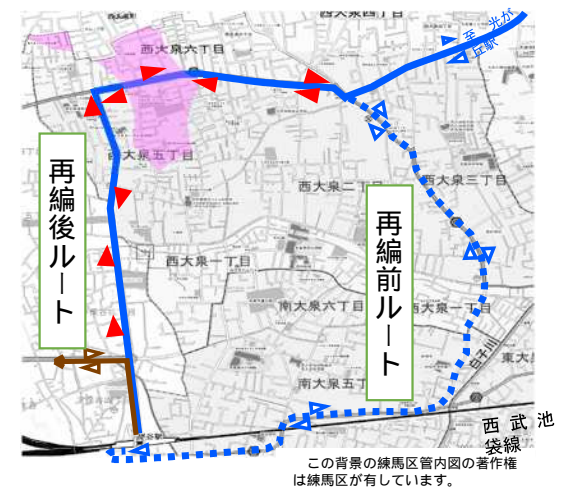 西大泉四丁目
至 光が
丘駅
西大泉六丁目
西大泉五丁目
再編後ルート
再編前ルート
西大泉二丁目
西大泉三丁目
西大泉一丁目
南大泉六丁目
西大泉一丁目
白子川
東大
南大泉五丁
西武池
袋線
この背景の練馬区管内図の著作権
は練馬区が有しています。